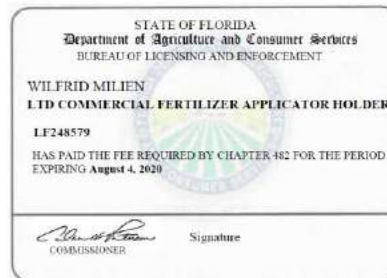 STATE OF FLORIDA
Department of Agriculture and Consumer Services
BUREAU OF LICENSING AND ENFORCEMENT
WILFRID MILIEN
LTD COMMERCIAL FERTILIZER APPLICATOR HOLDER
LF248579
HAS PAID THE FEE REQUIRED BY CHAPTER 482 FOR THE PERIOD
EXPIRING August 4, 2020
Signature
COMMISSIONER